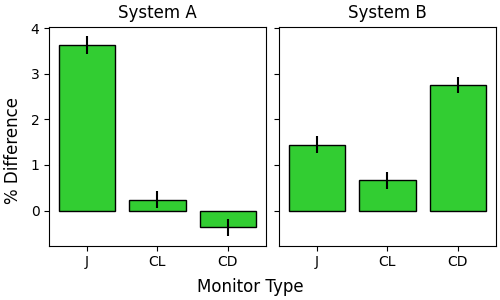 System A
System B
% Difference
4
3
2
1
0
J
CL
CD
J
CL
CD
Monitor Type